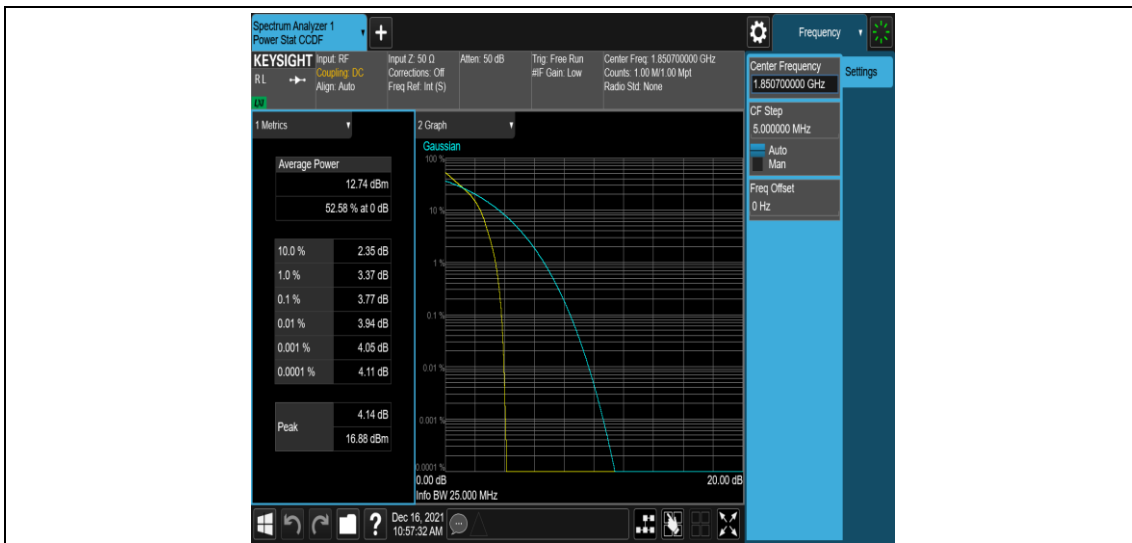 Spectrum Analyzer 1
Power Stat CCDF
+
Frequency
KEYSIGHT
Input: RF
Coupling: DC
Align: Auto
Input Z: 50 Ω
Corrections: Off
Freq Ref: Int (S)
Atten: 50 dB
Trig: Free Run
#IF Gain: Low
Center Freq: 1.850700000 GHz
Counts: 1.00 M/1.00 Mpt
Radio Std: None
RL
Center Frequency
1.850700000 GHz
Settings
CF Step
5.000000 MHz
Auto
Man
Freq Offset
0 Hz
1 Metrics
Average Power
12.74 dBm
52.58 % at 0 dB
10.0 % 2.35 dB
1.0 % 3.37 dB
0.1 % 3.77 dB
0.01 % 3.94 dB
0.001 % 4.05 dB
0.0001 % 4.11 dB
Peak
4.14 dB
16.88 dBm
2 Graph
Gaussian
100 %
10 %
1 %
0.1 %
0.01 %
0.001 %
0.0001 %
0.00 dB 20.00 dB
Info BW 25.000 MHz
?
Dec 16, 2021
10:57:32 AM